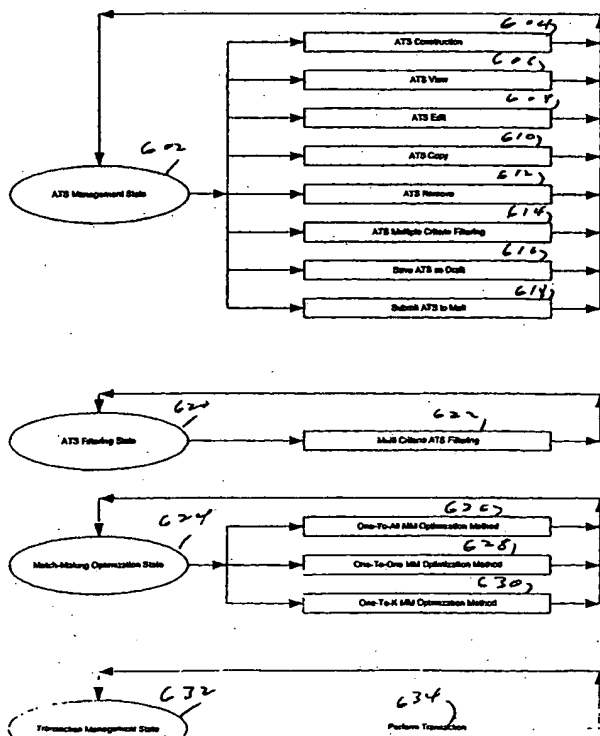 604
ATS Construction
606
ATS View
608
ATS Edit
610
602
ATS Copy
612
ATS Management State
ATS Remove
614
ATS Multiple Criteria Filtering
616
Save ATS as Draft
618
Submit ATS to Mall
620
622
ATS Filtering State
Multi Criteria ATS Filtering
624
626
One-To-All MM Optimization Method
628
Match-Making Optimization State
One-To-One MM Optimization Method
630
One-To-K MM Optimization Method
632
634
Transaction Management State
Perform Transaction